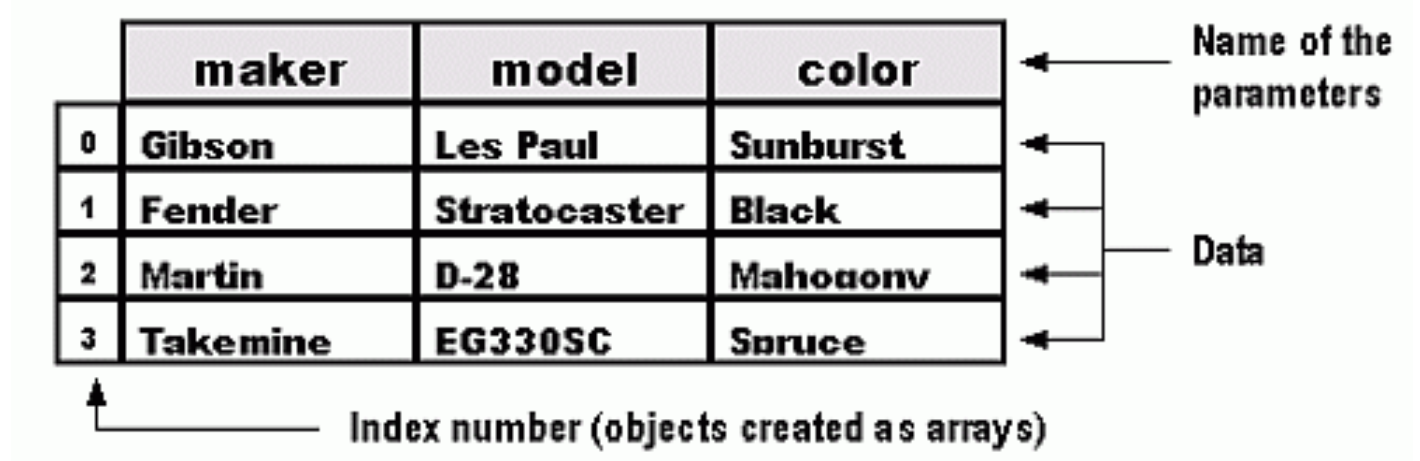 maker model color
Name of the
parameters
0 Gibson Les Paul Sunburst
1 Fender Stratocaster Black
2 Martin D-28 Mahogony
Data
3 Takemine EG330SC Spruce
Index number (objects created as arrays)